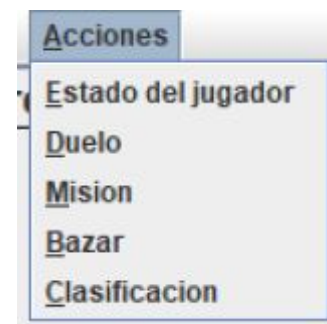 Acciones
Estado del jugador
Duelo
Mision
Bazar
Clasificacion